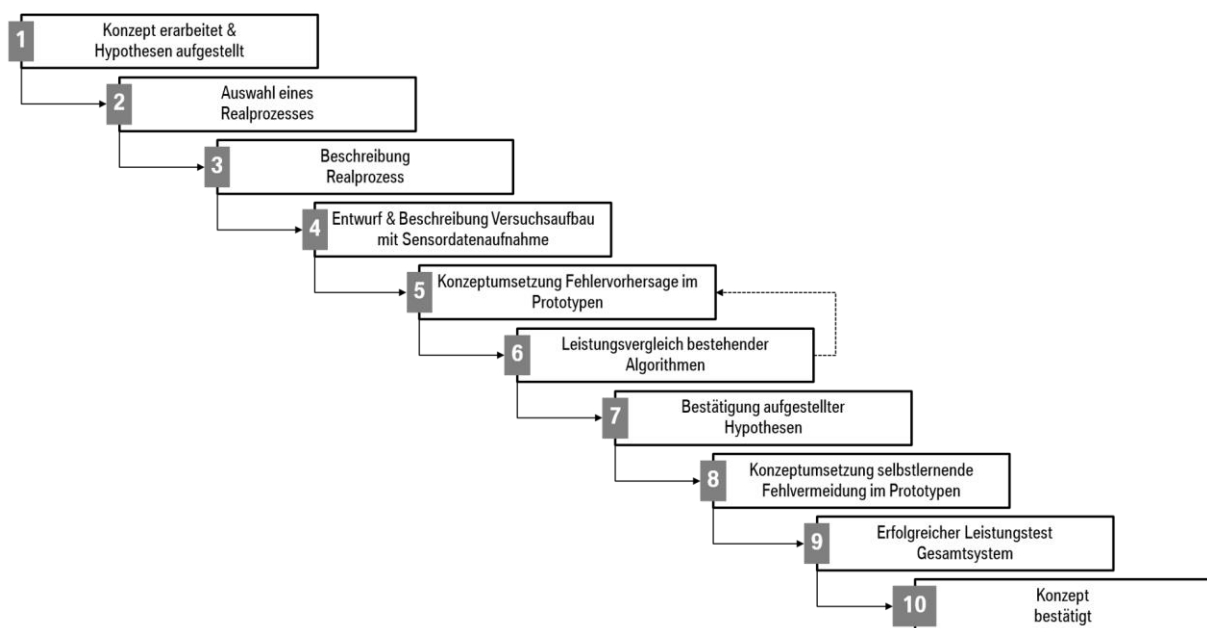 1
Konzept erarbeitet &
Hypothesen aufgestellt
2
Auswahl eines
Realprozesses
3
Beschreibung
Realprozess
4
Entwurf & Beschreibung Versuchsaufbau
mit Sensordatenaufnahme
5
Konzeptumsetzung Fehlervorhersage im
Prototypen
6
Leistungsvergleich bestehender
Algorithmen
7
Bestätigung aufgestellter
Hypothesen
8
Konzeptumsetzung selbstlernende
Fehlvermeidung im Prototypen
9
Erfolgreicher Leistungstest
Gesamtsystem
10
Konzept
bestätigt